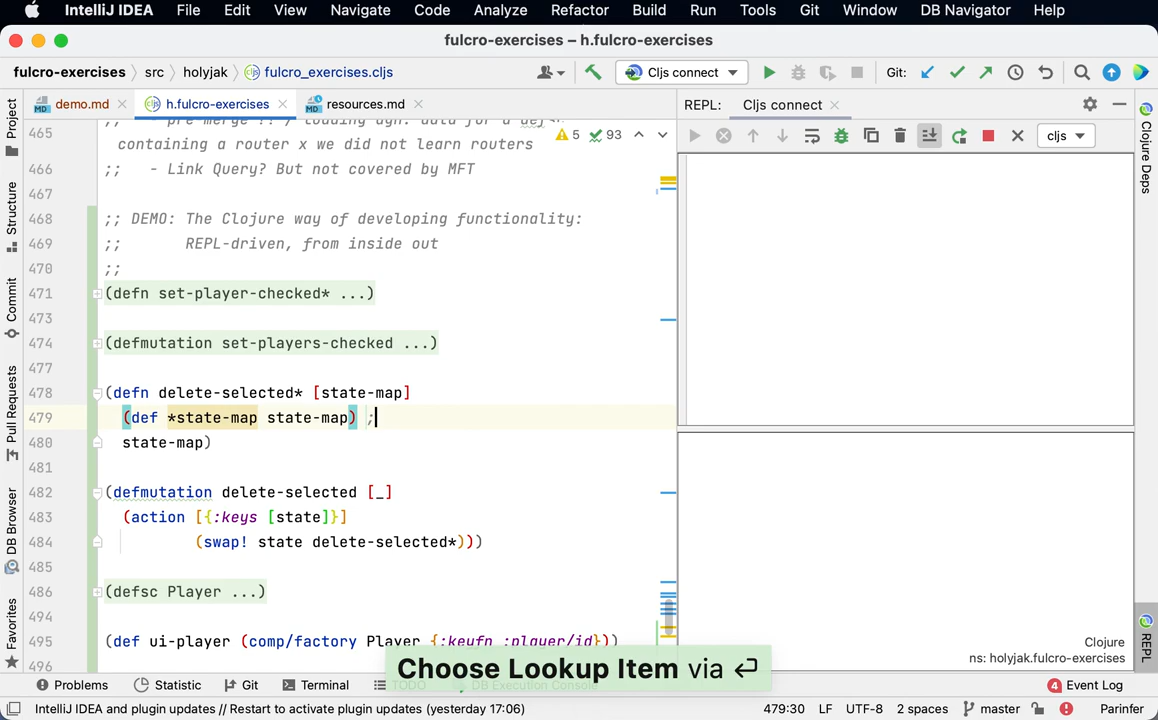 IntelliJ IDEA File Edit View Navigate Code Analyze Refactor Build Run Tools Git Window DB Navigator Help
fulcro-exercises – h.fulcro-exercises
fulcro-exercises src holyjak fulcro_exercises.cljs Cljs connect Git:
demo.md h.fulcro-exercises resources.md REPL: Cljs connect
Project
Structure
Commit
Pull Requests
DB Browser
Favorites
5 93
cljs
465 ;; pre merge
containing a router x we did not learn routers
466 ;; - Link Query? But not covered by MFT
467
468 ;; DEMO: The Clojure way of developing functionality:
469 ;; REPL-driven, from inside out
470 ;;
471 (defn set-player-checked* ...)
473
474 (defmutation set-players-checked ...)
477
478 (defn delete-selected* [state-map]
479 (def *state-map state-map) ;
480 state-map)
481
482 (defmutation delete-selected [_]
483 (action [{:keys [state]}]
484 (swap! state delete-selected*)))
485
486 (defsc Player ...)
494
495 (def ui-player (comp/factory Player {:keyfn :player/id}))
496
Clojure Deps
REPL
Clojure
ns: holyjak.fulcro-exercises
Choose Lookup Item via ⏎
Problems Statistic Git Terminal TODO DB Execution Console 4 Event Log
IntelliJ IDEA and plugin updates // Restart to activate plugin updates (yesterday 17:06) 479:30 LF UTF-8 2 spaces master Parinfer